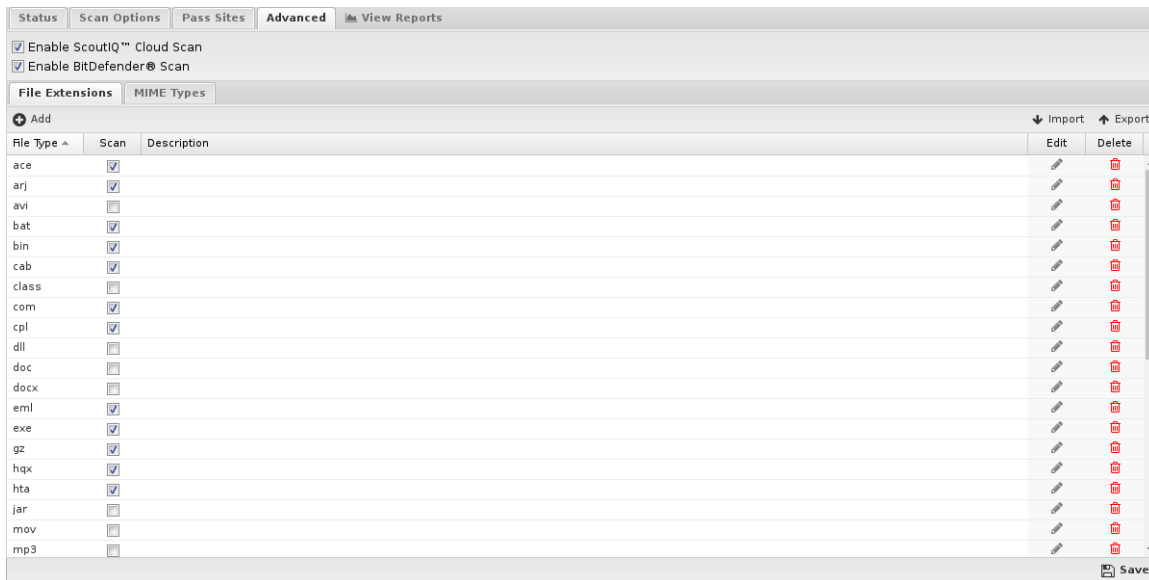 Status Scan Options Pass Sites Advanced View Reports
Enable ScoutIQ™ Cloud Scan
Enable BitDefender® Scan
File Extensions MIME Types
Add Import Export
File Type Scan Description Edit Delete
ace
arj
avi
bat
bin
cab
class
com
cpl
dll
doc
docx
eml
exe
gz
hqx
hta
jar
mov
mp3
Save